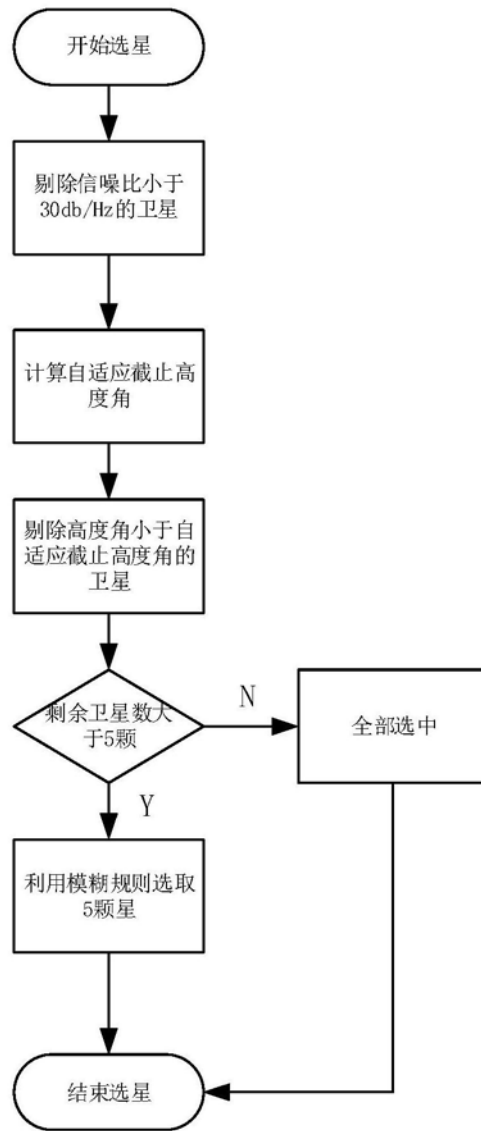 开始选星
剔除信噪比小于
30db/Hz的卫星
计算自适应截止高
度角
剔除高度角小于自
适应截止高度角的
卫星
剩余卫星数大
于5颗
N
全部选中
Y
利用模糊规则选取
5颗星
结束选星